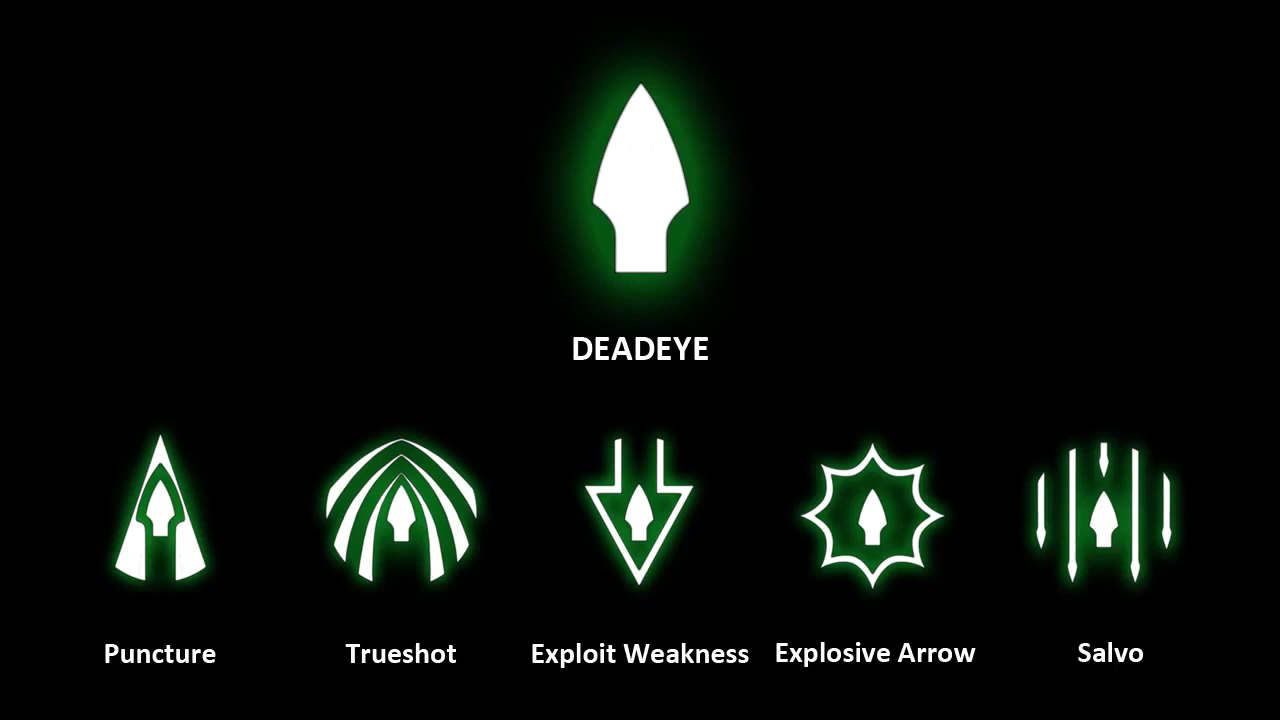 DEADEYE
Puncture
Trueshot
Exploit Weakness
Explosive Arrow
Salvo